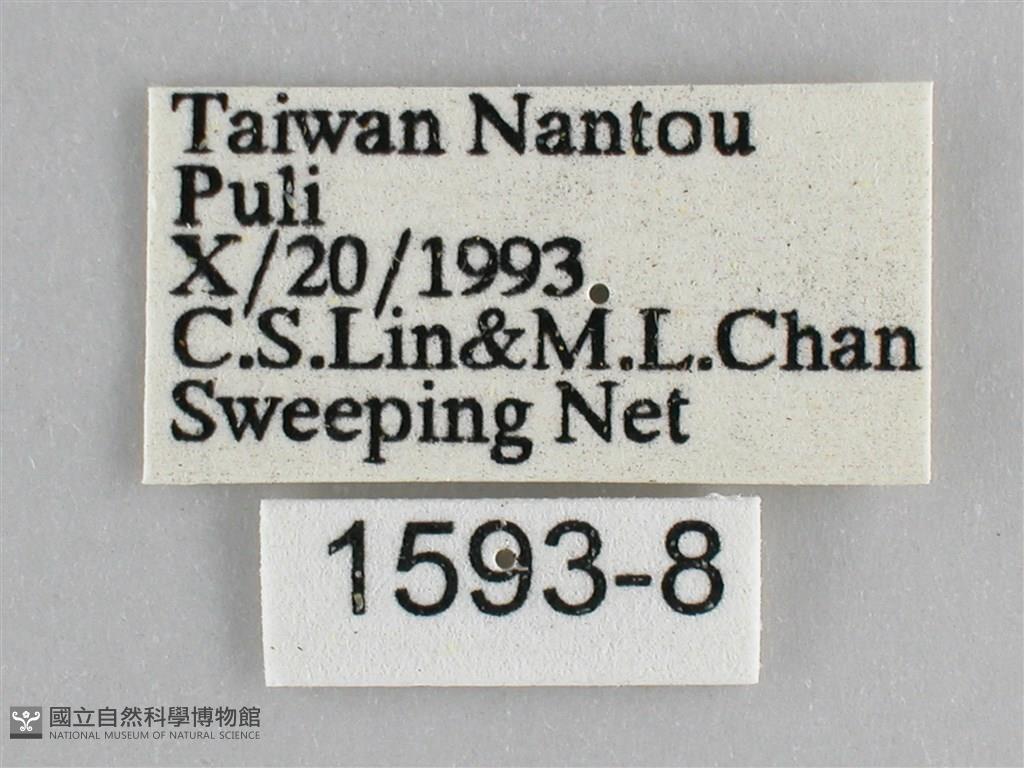 Taiwan Nantou
Puli
X/20/1993
C.S.Lin&M.L.Chan
Sweeping Net
1593-8
國立自然科學博物館
NATIONAL MUSEUM OF NATURAL SCIENCE